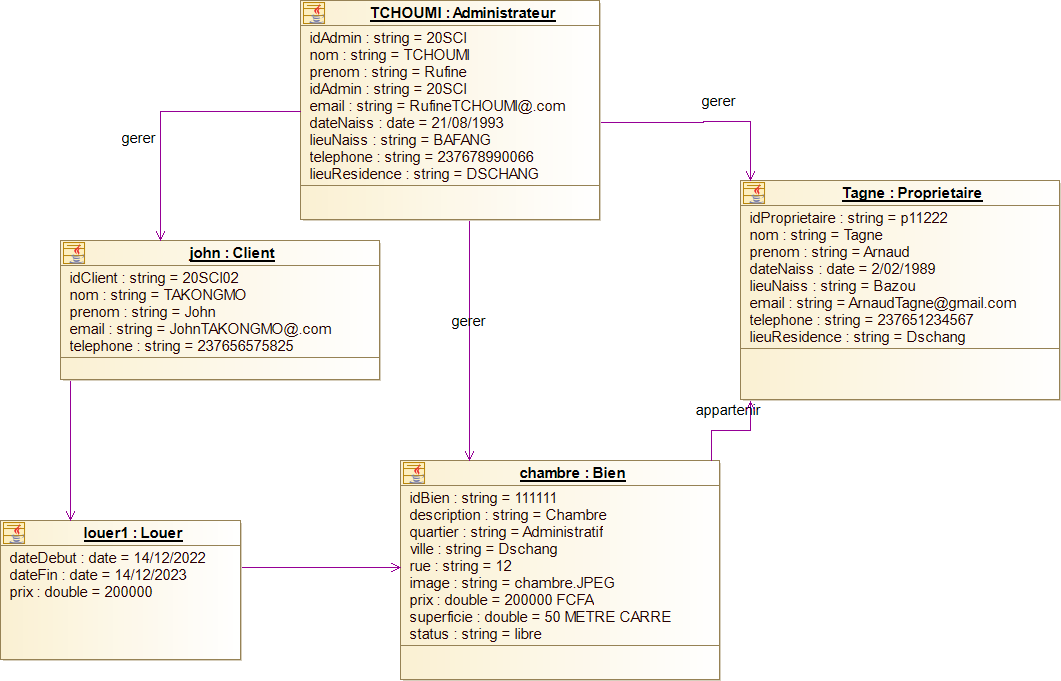 TCHOUMI : Administrateur
idAdmin : string = 20SCI
nom : string = TCHOUMI
prenom : string = Rufine
idAdmin : string = 20SCI
email : string = RufineTCHOUMI@.com
dateNaiss : date = 21/08/1993
lieuNaiss : string = BAFANG
telephone : string = 237678990066
lieuResidence : string = DSCHANG
gerer
gerer
Tagne : Proprietaire
idProprietaire : string = p11222
nom : string = Tagne
prenom : string = Arnaud
dateNaiss : date = 2/02/1989
lieuNaiss : string = Bazou
email : string = ArnaudTagne@gmail.com
telephone : string = 237651234567
lieuResidence : string = Dschang
john : Client
idClient : string = 20SCI02
nom : string = TAKONGMO
prenom : string = John
email : string = JohnTAKONGMO@.com
telephone : string = 237656575825
gerer
appartenir
chambre : Bien
idBien : string = 111111
description : string = Chambre
quartier : string = Administratif
ville : string = Dschang
rue : string = 12
image : string = chambre.JPEG
prix : double = 200000 FCFA
superficie : double = 50 METRE CARRE
status : string = libre
louer1 : Louer
dateDebut : date = 14/12/2022
dateFin : date = 14/12/2023
prix : double = 200000